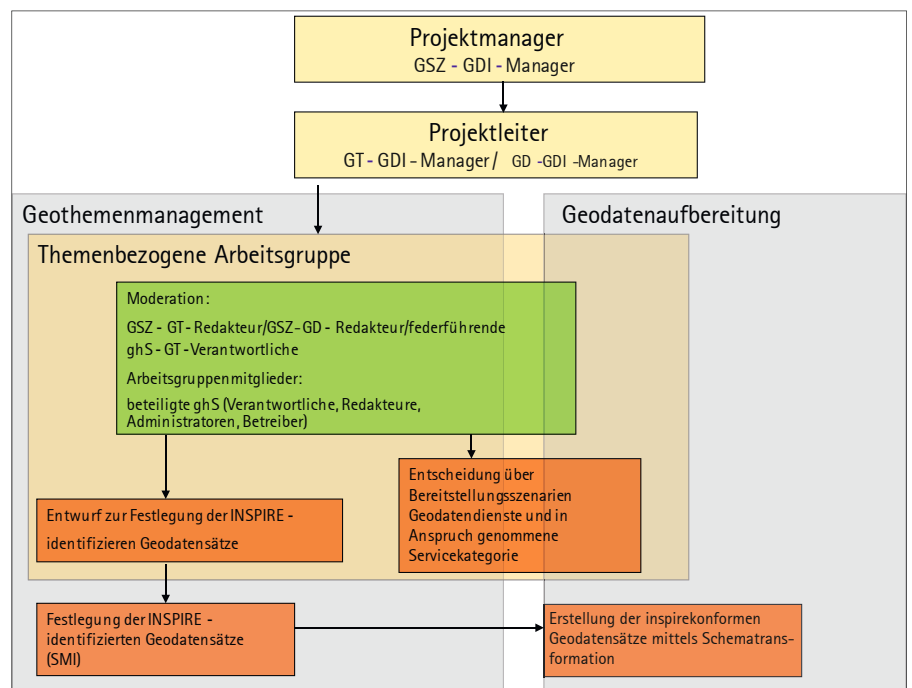 Projektmanager
GSZ - GDI - Manager
Projektleiter
GT - GDI - Manager / GD -GDI -Manager
Geothemenmanagement
Geodatenaufbereitung
Themenbezogene Arbeitsgruppe
Moderation:
GSZ - GT- Redakteur/GSZ-GD - Redakteur/federführende
ghS - GT -Verantwortliche
Arbeitsgruppenmitglieder:
beteiligte ghS (Verantwortliche, Redakteure,
Administratoren, Betreiber)
Entscheidung über
Bereitstellungsszenarien
Geodatendienste und in
Anspruch genommene
Servicekategorie
Entwurf zur Festlegung der INSPIRE -
identifizieren Geodatensätze
Festlegung der INSPIRE -
identifizierten Geodatensätze
(SMI)
Erstellung der inspirekonformen
Geodatensätze mittels Schematrans-
formation